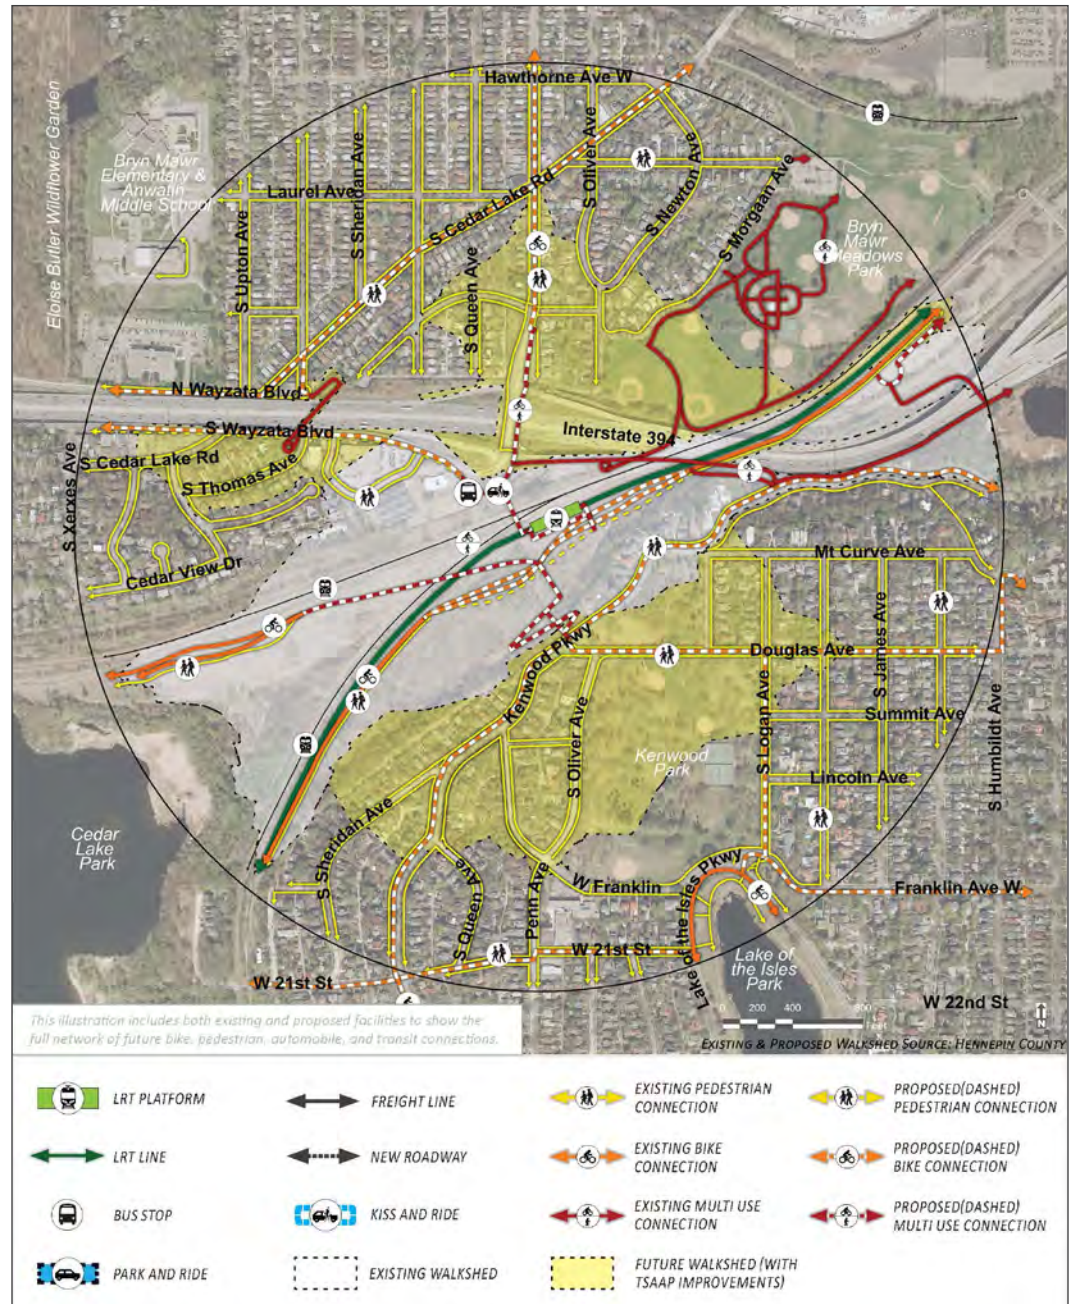 Hawthorne Ave W
Eloise Butler Wildflower Garden
Bryn Mawr
Elementary &
Anwatin
Middle School
Laurel Ave
S Upton Ave
S Sheridan Ave
S Cedar Lake Rd
S Oliver Ave
S Newton Ave
S Morgaan Ave
Bryn
Mawr
Meadows
Park
S Queen Ave
N Wayzata Blvd
S Wayzata Blvd
Interstate 394
S Xerxes Ave
S Cedar Lake Rd
S Thomas Ave
Cedar View Dr
Mt Curve Ave
Kenwood Pkwy
Douglas Ave
S James Ave
S Logan Ave
Summit Ave
S Humbildt Ave
S Oliver Ave
Kenwood
Park
Lincoln Ave
Cedar
Lake
Park
S Sheridan Ave
S Queen Ave
Penn Ave
W Franklin
Lake of the Isles Pkwy
Franklin Ave W
W 21st St
W 21st St
Lake of
the Isles
Park
W 22nd St
0 200 400 800
Feet
N
This illustration includes both existing and proposed facilities to show the
full network of future bike, pedestrian, automobile, and transit connections.
EXISTING & PROPOSED WALKSHED SOURCE: HENNEPIN COUNTY
LRT PLATFORM
LRT LINE
BUS STOP
PARK AND RIDE
FREIGHT LINE
NEW ROADWAY
KISS AND RIDE
EXISTING WALKSHED
EXISTING PEDESTRIAN
CONNECTION
EXISTING BIKE
CONNECTION
EXISTING MULTI USE
CONNECTION
FUTURE WALKSHED (WITH
TSAAP IMPROVEMENTS)
PROPOSED(DASHED)
PEDESTRIAN CONNECTION
PROPOSED(DASHED)
BIKE CONNECTION
PROPOSED(DASHED)
MULTI USE CONNECTION